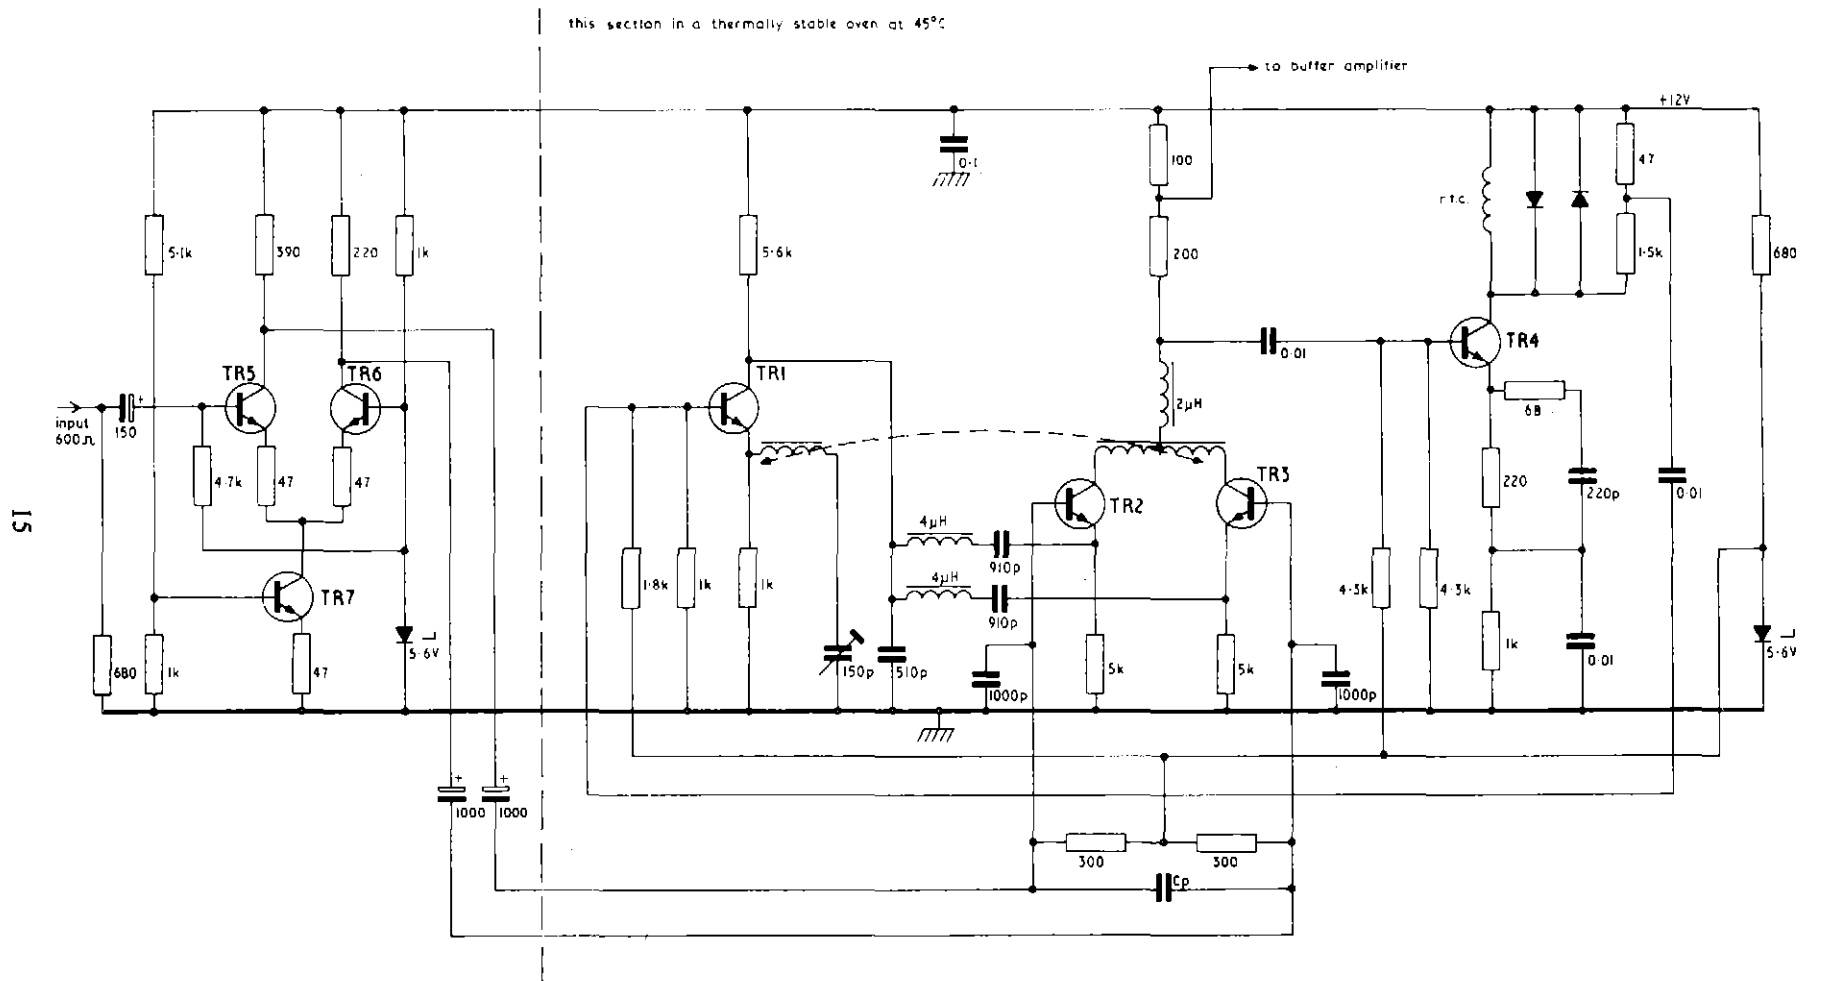 this section in a thermally stable oven at 45°C
to buffer amplifier
+12V
0·1
100
47
r.f.c.
5·1k
390
220
1k
5·6k
200
1·5k
680
TR5
TR6
TR1
0·01
TR4
+
input
600Ω
150
2µH
68
4·7k
47
47
TR3
TR2
220
220p
0·01
15
4µH
910p
4µH
910p
TR7
1·8k
1k
1k
4·3k
4·3k
680
1k
47
5·6V
150p
510p
1000p
5k
5k
1000p
1k
0·01
5·6V
+
+
1000
1000
300
300
Cp